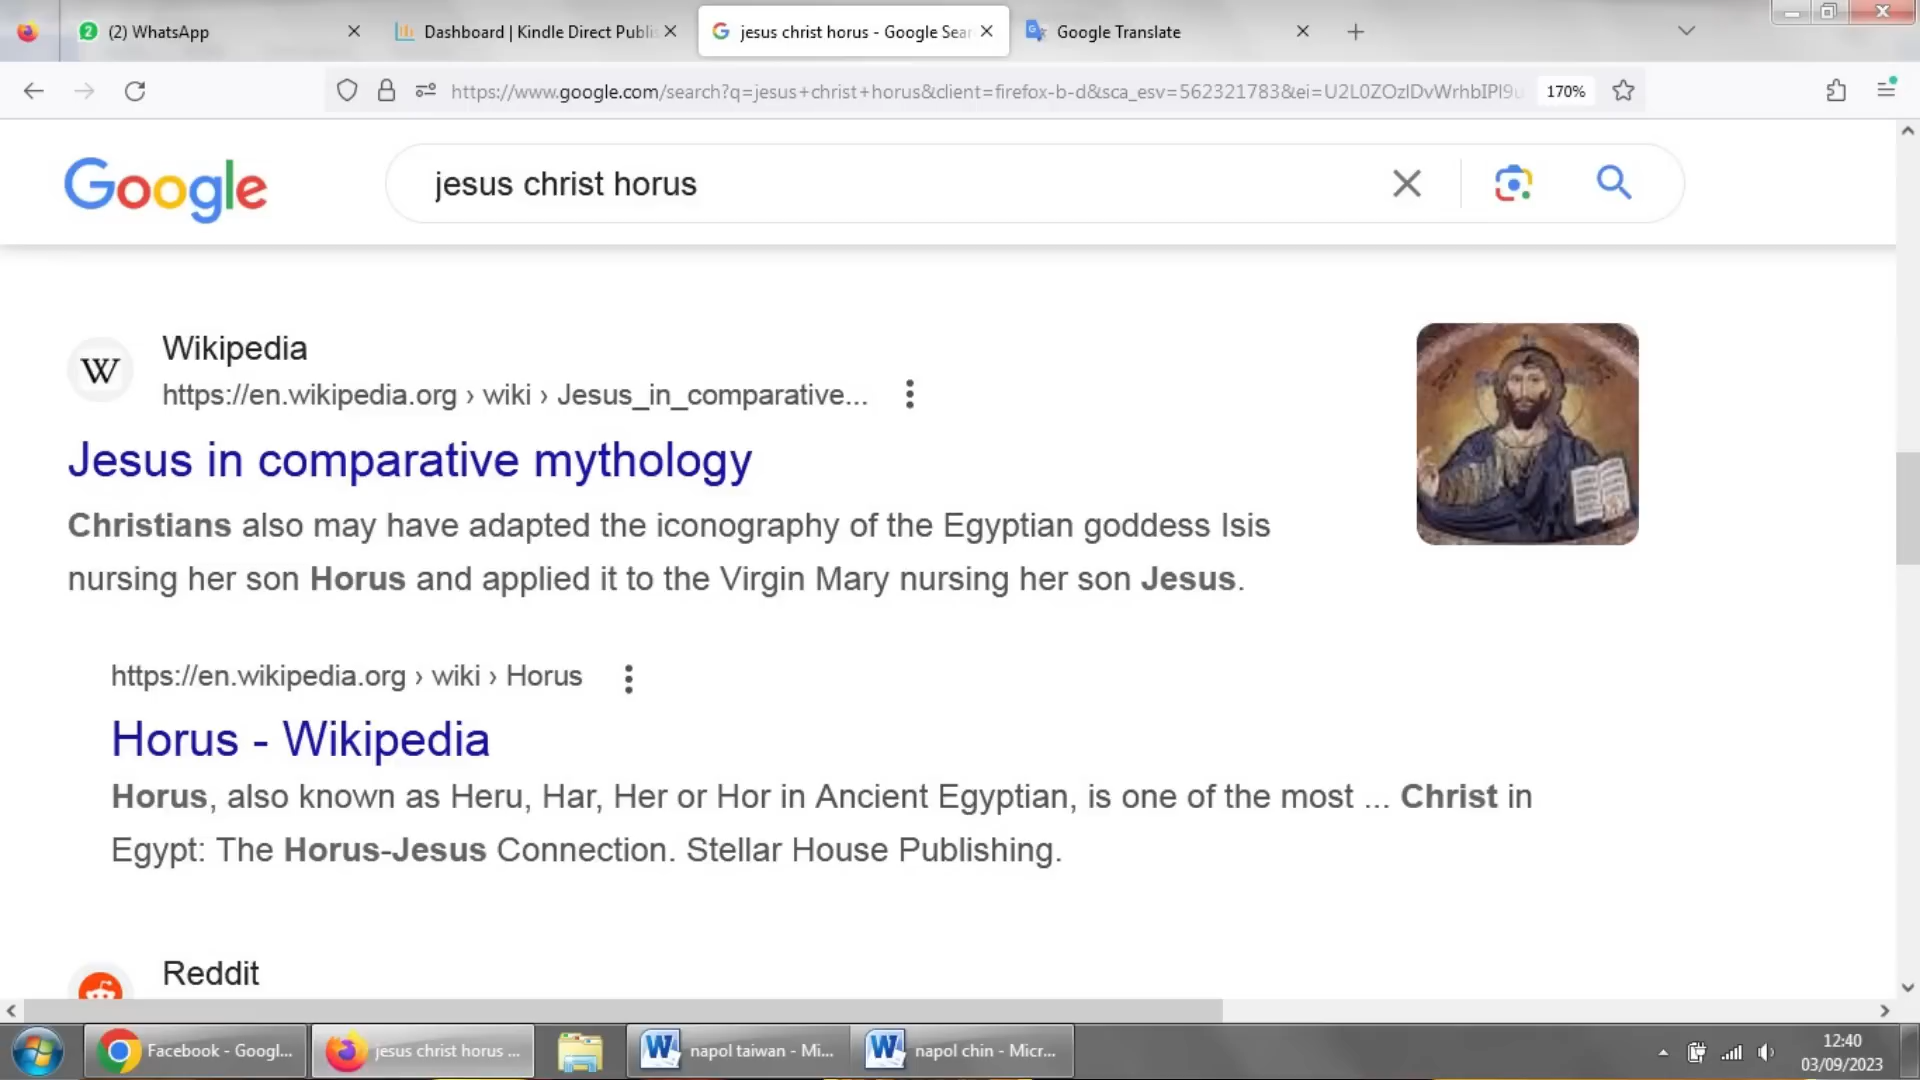 (2) WhatsApp
Dashboard | Kindle Direct Publis
jesus christ horus - Google Sear
Google Translate
https://www.google.com/search?q=jesus+christ+horus&client=firefox-b-d&sca_esv=562321783&ei=U2L0ZOzIDvWrhbIPl9u
170%
Google
jesus christ horus
W
Wikipedia
https://en.wikipedia.org › wiki › Jesus_in_comparative...
Jesus in comparative mythology
Christians also may have adapted the iconography of the Egyptian goddess Isis
nursing her son Horus and applied it to the Virgin Mary nursing her son Jesus.
https://en.wikipedia.org › wiki › Horus
Horus - Wikipedia
Horus, also known as Heru, Har, Her or Hor in Ancient Egyptian, is one of the most ... Christ in
Egypt: The Horus-Jesus Connection. Stellar House Publishing.
Reddit
Facebook - Googl...
jesus christ horus ...
napol taiwan - Mi...
napol chin - Micr...
12:40
03/09/2023